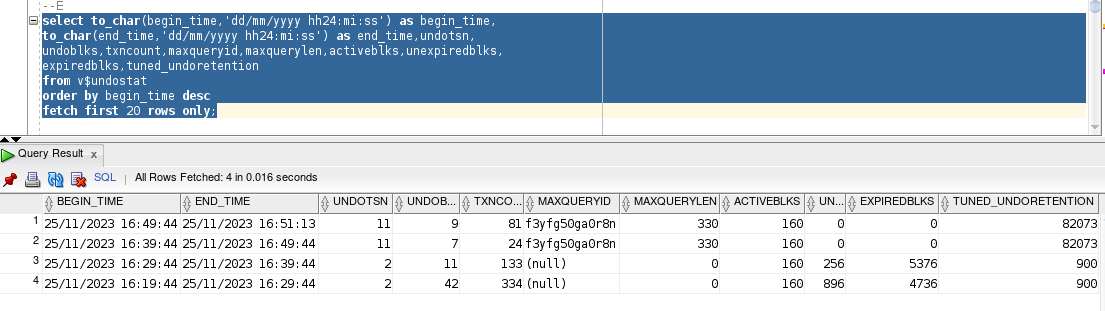 --E
select to_char(begin_time,'dd/mm/yyyy hh24:mi:ss') as begin_time,
to_char(end_time,'dd/mm/yyyy hh24:mi:ss') as end_time,undotsn,
undoblks,txncount,maxqueryid,maxquerylen,activeblks,unexpiredblks,
expiredblks,tuned_undoretention
from v$undostat
order by begin_time desc
fetch first 20 rows only;
Query Result x
SQL | All Rows Fetched: 4 in 0.016 seconds
BEGIN_TIME END_TIME UNDOTSN UNDOB... TXNCO... MAXQUERYID MAXQUERYLEN ACTIVEBLKS UN... EXPIREDBLKS TUNED_UNDORETENTION
1 25/11/2023 16:49:44 25/11/2023 16:51:13 11 9 81 f3yfg50ga0r8n 330 160 0 0 82073
2 25/11/2023 16:39:44 25/11/2023 16:49:44 11 7 24 f3yfg50ga0r8n 330 160 0 0 82073
3 25/11/2023 16:29:44 25/11/2023 16:39:44 2 11 133 (null) 0 160 256 5376 900
4 25/11/2023 16:19:44 25/11/2023 16:29:44 2 42 334 (null) 0 160 896 4736 900